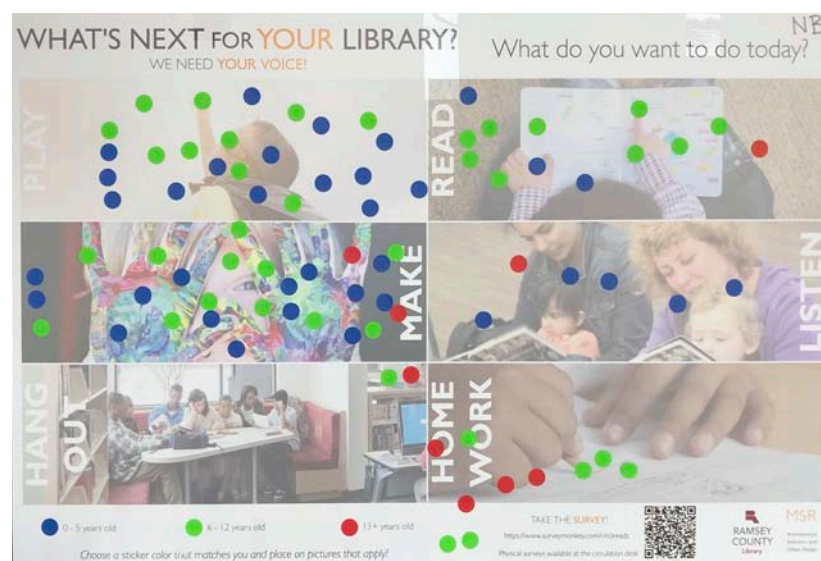 WHAT'S NEXT FOR YOUR LIBRARY?
WE NEED YOUR VOICE!
What do you want to do today?
NB
PLAY
READ
MAKE
LISTEN
HANG
OUT
HOME
WORK
0 - 5 years old
6 - 12 years old
13+ years old
Choose a sticker color that matches you and place on pictures that apply!
TAKE THE SURVEY!
Physical surveys available at the circulation desk
RAMSEY
COUNTY
Library
MSR